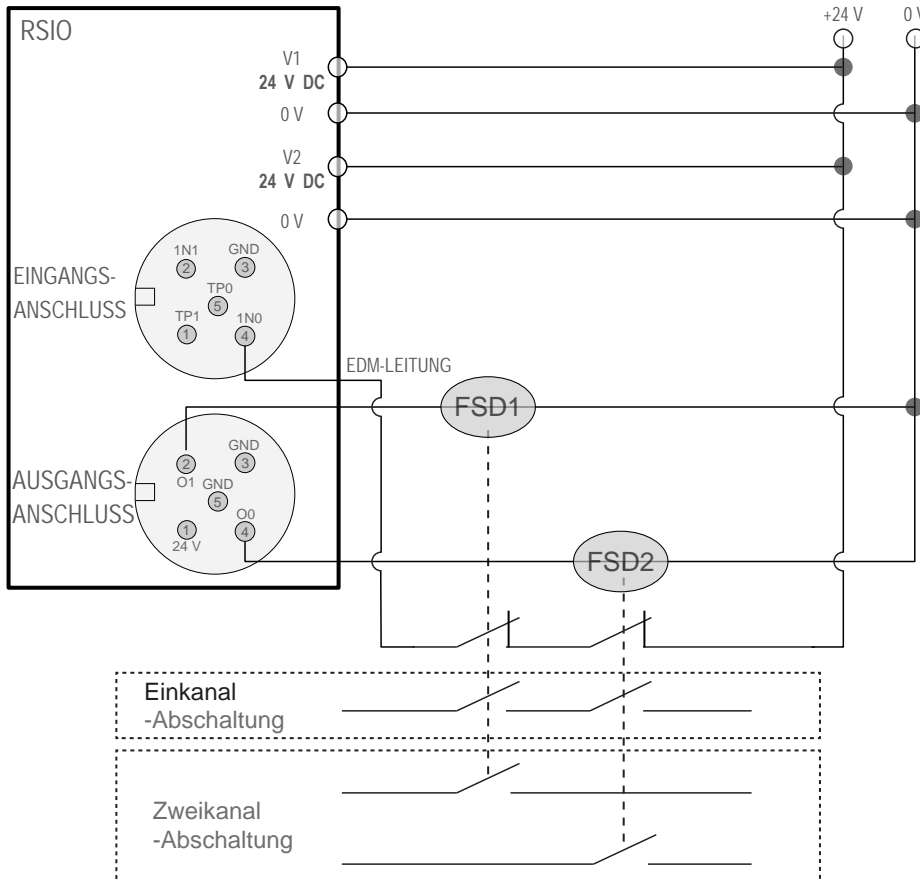 RSIO
+24 V
0 V
V1
24 V DC
0 V
V2
24 V DC
0 V
EINGANGS-
ANSCHLUSS
1N1
2
GND
3
TP0
5
TP1
1
1N0
4
EDM-LEITUNG
FSD1
AUSGANGS-
ANSCHLUSS
2
O1
GND
3
GND
5
1
24 V
O0
4
FSD2
Einkanal
-Abschaltung
Zweikanal
-Abschaltung